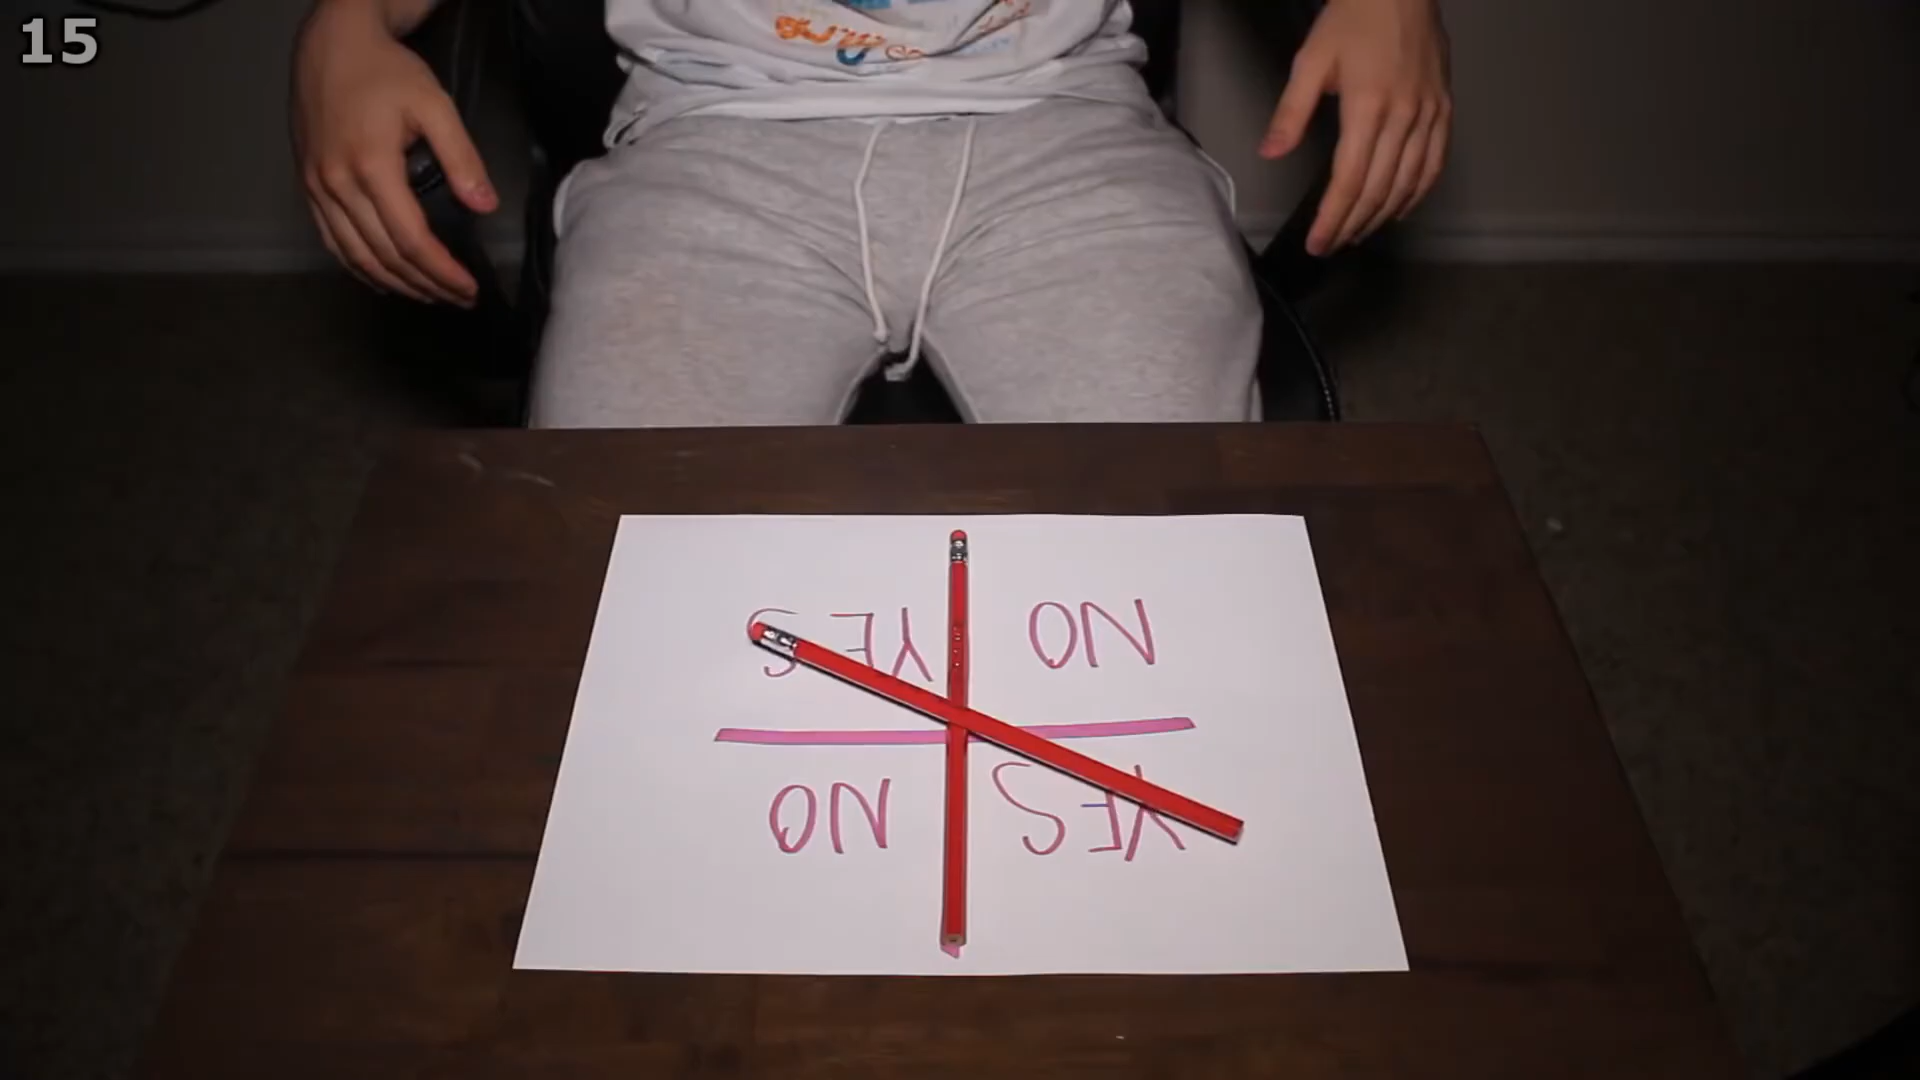 15
YES NO
NO YES